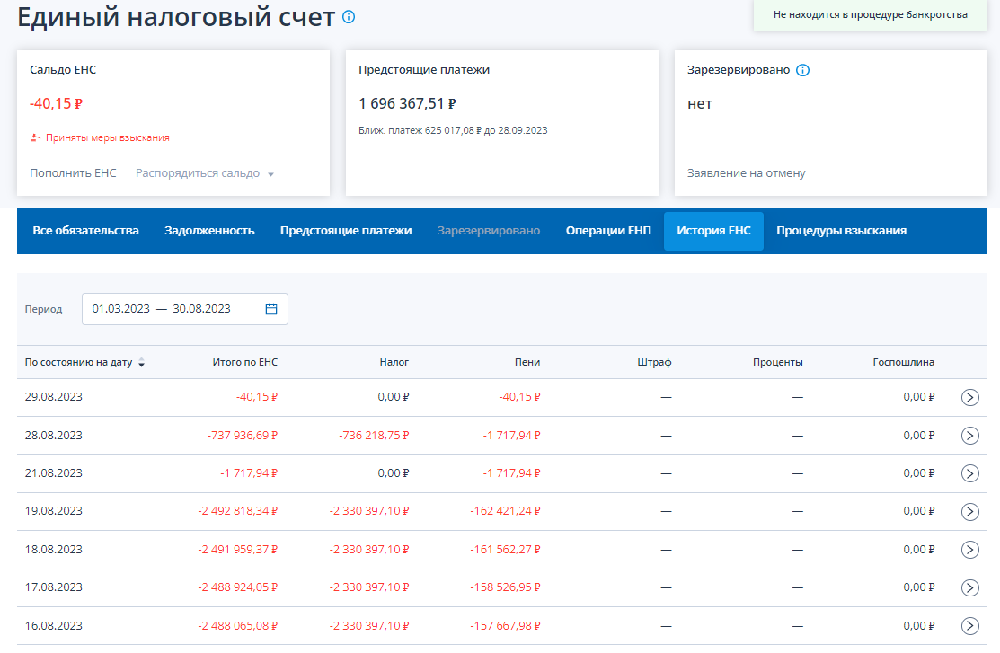 Единый налоговый счет
Не находится в процедуре банкротства
Сальдо ЕНС
-40,15 ₽
Приняты меры взыскания
Пополнить ЕНС Распорядиться сальдо
Предстоящие платежи
1 696 367,51 ₽
Ближ. платеж 625 017,08 ₽ до 28.09.2023
Зарезервировано
нет
Заявление на отмену
Все обязательства Задолженность Предстоящие платежи Зарезервировано Операции ЕНП История ЕНС Процедуры взыскания
Период 01.03.2023 — 30.08.2023
По состоянию на дату Итого по ЕНС Налог Пени Штраф Проценты Госпошлина
29.08.2023 -40,15 ₽ 0,00 ₽ -40,15 ₽ — — 0,00 ₽
28.08.2023 -737 936,69 ₽ -736 218,75 ₽ -1 717,94 ₽ — — 0,00 ₽
21.08.2023 -1 717,94 ₽ 0,00 ₽ -1 717,94 ₽ — — 0,00 ₽
19.08.2023 -2 492 818,34 ₽ -2 330 397,10 ₽ -162 421,24 ₽ — — 0,00 ₽
18.08.2023 -2 491 959,37 ₽ -2 330 397,10 ₽ -161 562,27 ₽ — — 0,00 ₽
17.08.2023 -2 488 924,05 ₽ -2 330 397,10 ₽ -158 526,95 ₽ — — 0,00 ₽
16.08.2023 -2 488 065,08 ₽ -2 330 397,10 ₽ -157 667,98 ₽ — — 0,00 ₽